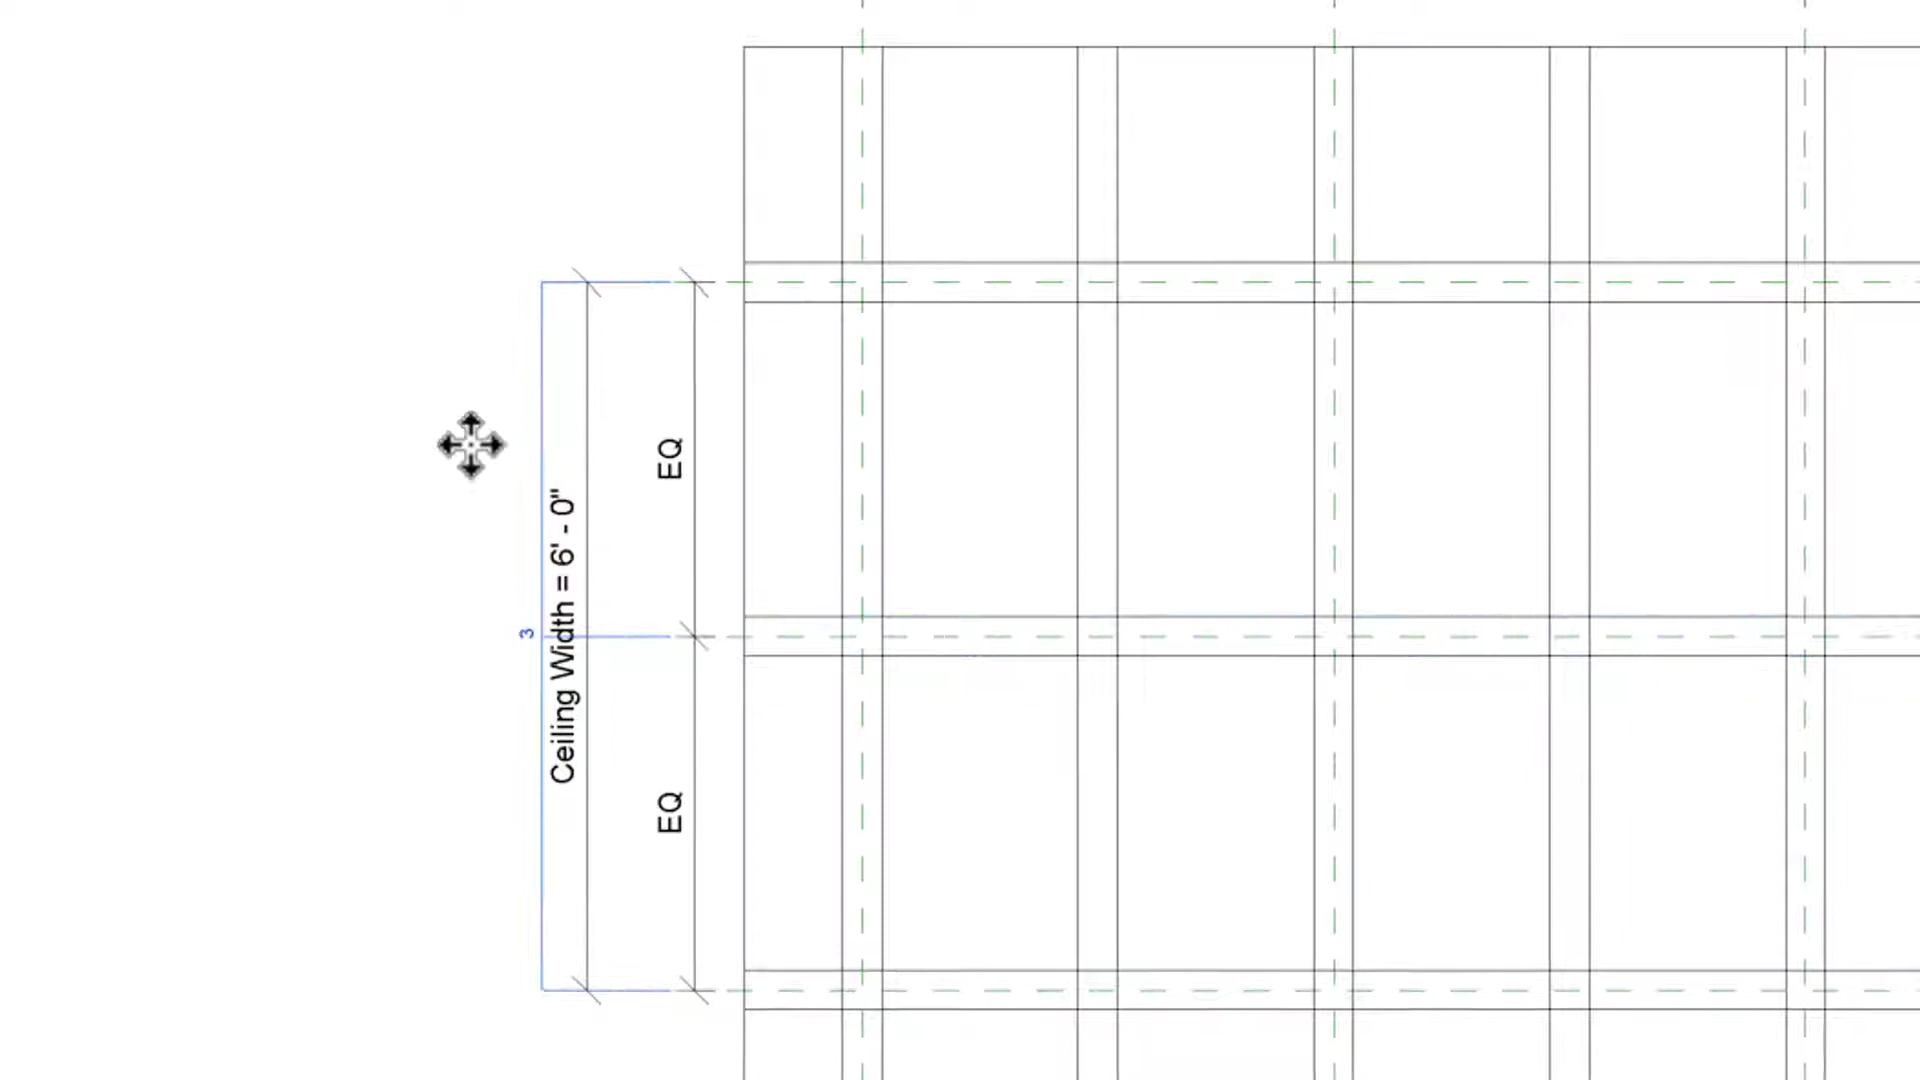 EQ
3
Ceiling Width = 6' - 0"
EQ